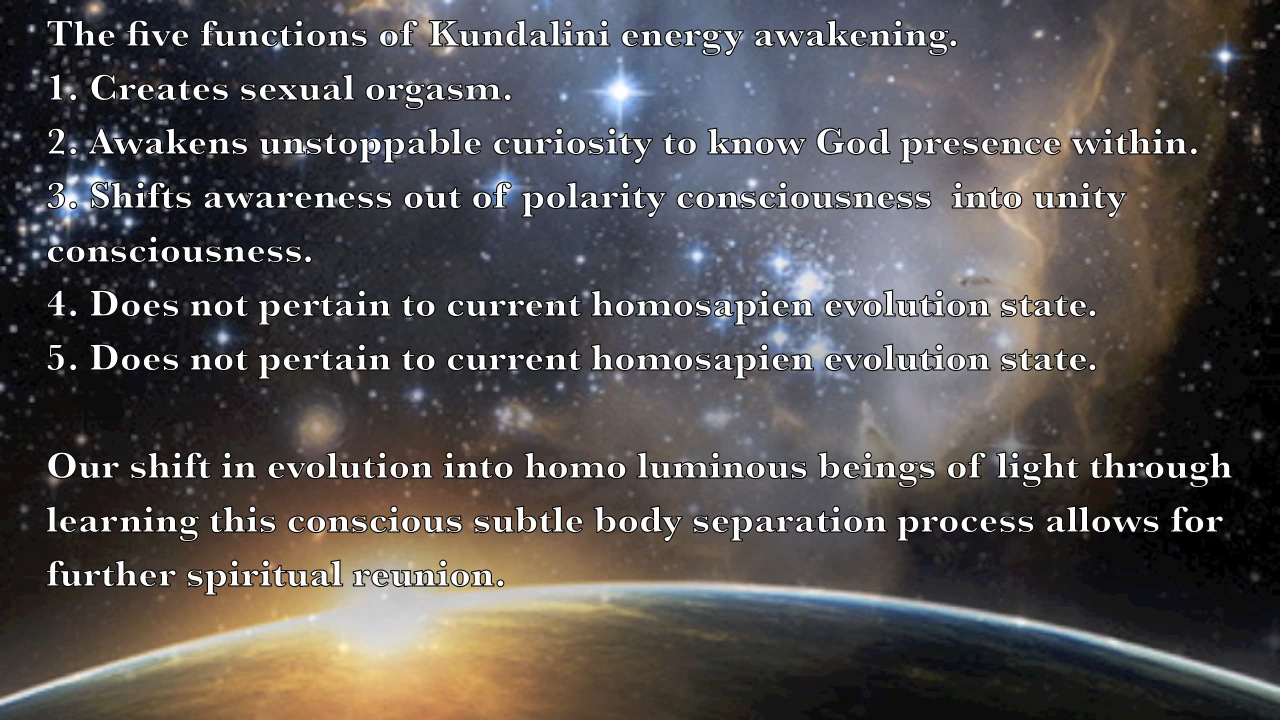 The five functions of Kundalini energy awakening.
1. Creates sexual orgasm.
2. Awakens unstoppable curiosity to know God presence within.
3. Shifts awareness out of polarity consciousness  into unity
consciousness.
4. Does not pertain to current homosapien evolution state.
5. Does not pertain to current homosapien evolution state.
Our shift in evolution into homo luminous beings of light through
learning this conscious subtle body separation process allows for
further spiritual reunion.